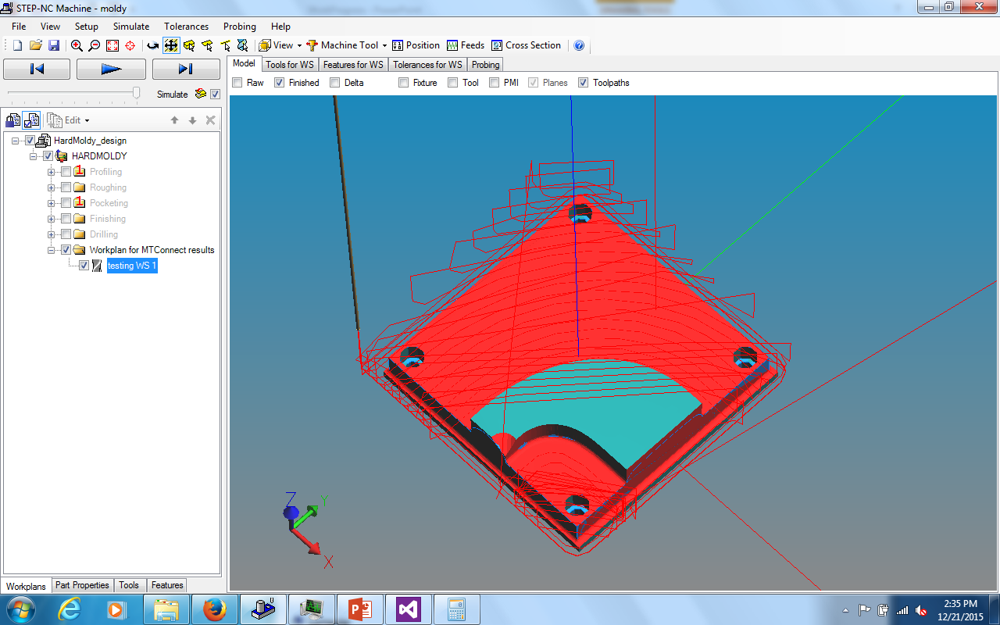 STEP-NC Machine - moldy
File View Setup Simulate Tolerances Probing Help
View Machine Tool Position Feeds Cross Section
Model Tools for WS Features for WS Tolerances for WS Probing
Raw Finished Delta Fixture Tool PMI Planes Toolpaths
Simulate
Edit
HardMoldy_design
HARDMOLDY
Profiling
Roughing
Pocketing
Finishing
Drilling
Workplan for MTConnect results
testing WS 1
Z
Y
X
Workplans Part Properties Tools Features
2:35 PM
12/21/2015